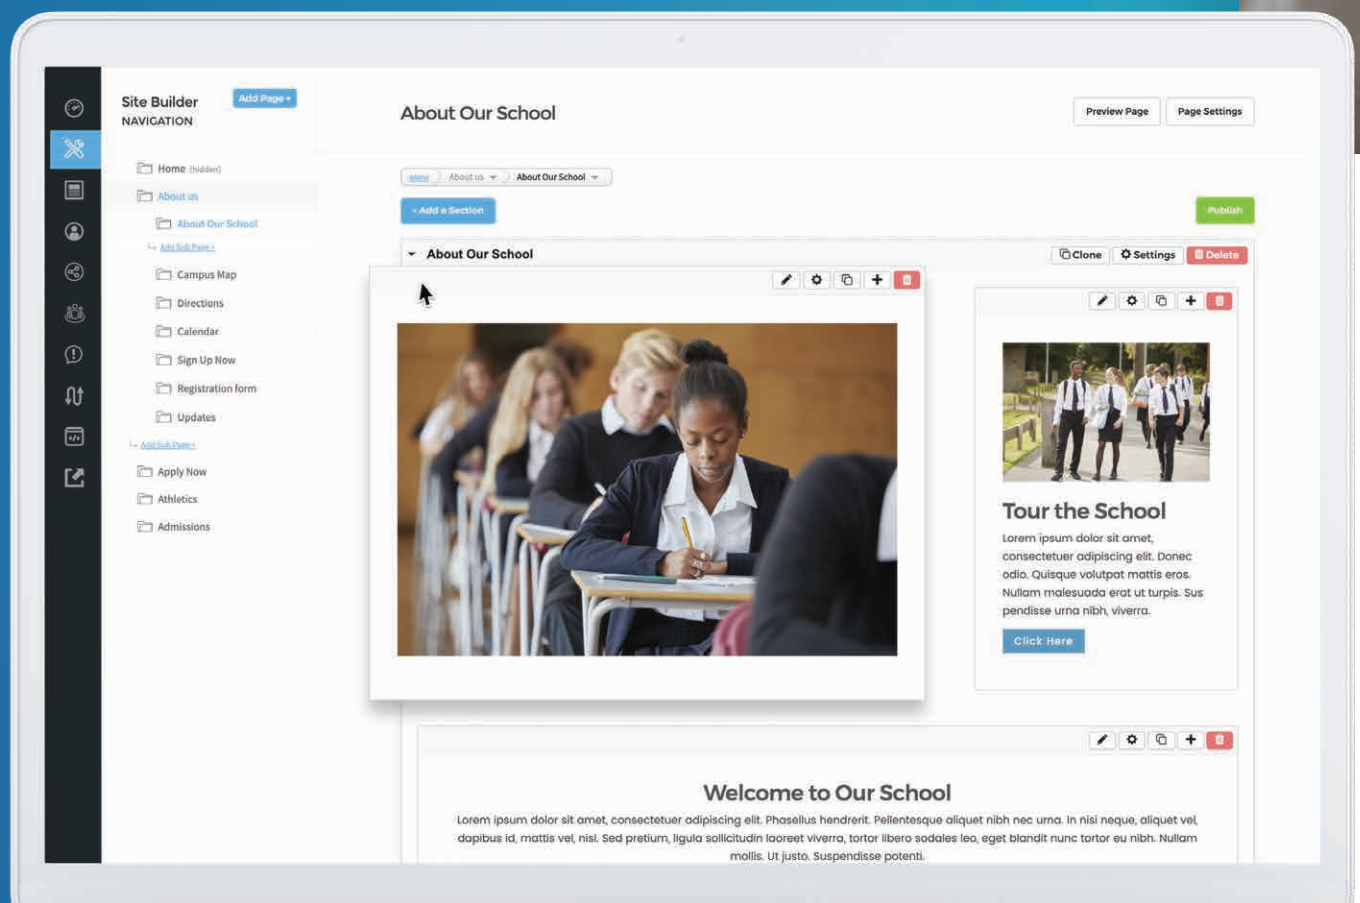 Site Builder
Add Page +
NAVIGATION
Home (hidden)
About us
About Our School
Add Sub Page +
Campus Map
Directions
Calendar
Sign Up Now
Registration form
Updates
Add Sub Page +
Apply Now
Athletics
Admissions
About Our School
Preview Page
Page Settings
www
About us
About Our School
+ Add a Section
Publish
About Our School
Clone
Settings
Delete
Tour the School
Lorem ipsum dolor sit amet,
consectetuer adipiscing elit. Donec
odio. Quisque volutpat mattis eros.
Nullam malesuada erat ut turpis. Sus
pendisse urna nibh, viverra.
Click Here
Welcome to Our School
Lorem ipsum dolor sit amet, consectetuer adipiscing elit. Phasellus hendrerit. Pellentesque aliquet nibh nec urna. In nisi neque, aliquet vel,
dapibus id, mattis vel, nisi. Sed pretium, ligula sollicitudin laoreet viverra, tortor libero sodales leo, eget blandit nunc tortor eu nibh. Nullam
mollis. Ut justo. Suspendisse potenti.